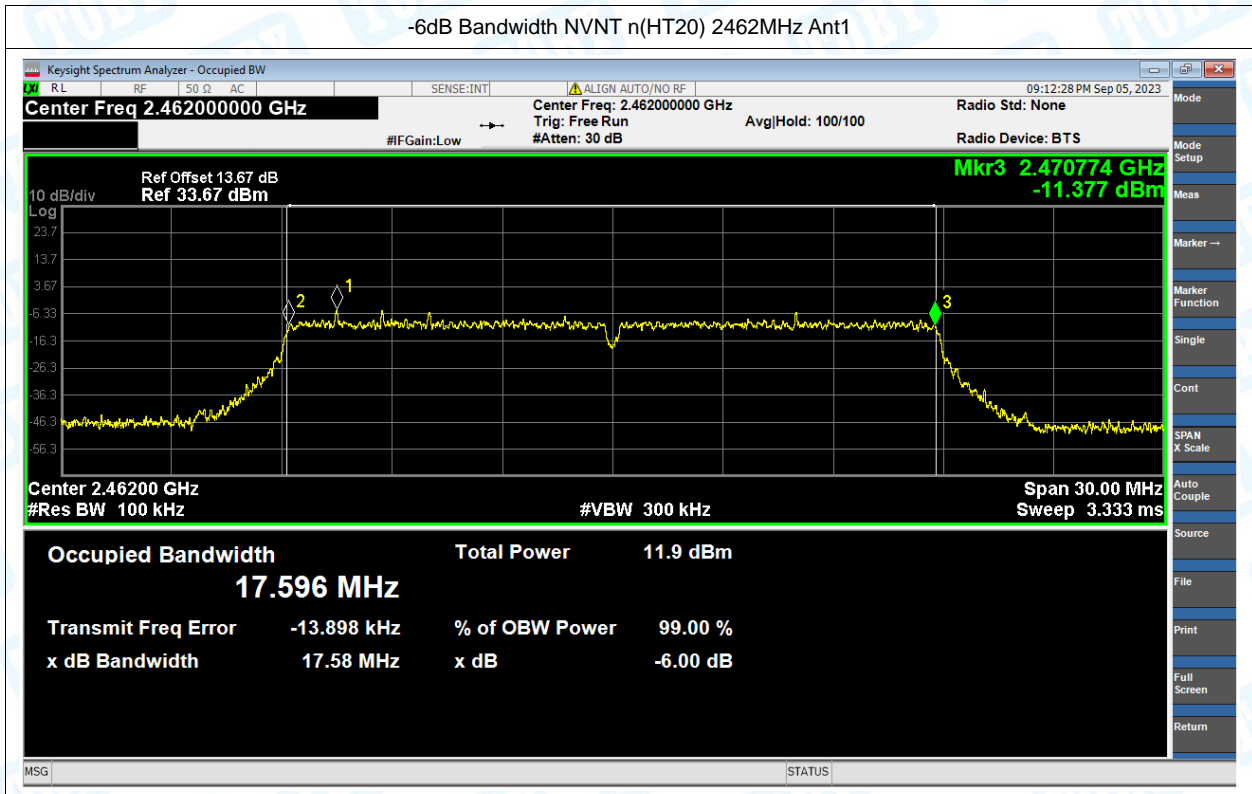 -6dB Bandwidth NVNT n(HT20) 2462MHz Ant1
Keysight Spectrum Analyzer - Occupied BW
LXI RL RF 50 Ω AC SENSE:INT ALIGN AUTO/NO RF 09:12:28 PM Sep 05, 2023
Center Freq 2.462000000 GHz
Center Freq: 2.462000000 GHz
Radio Std: None
Trig: Free Run
Avg|Hold: 100/100
#IFGain:Low
#Atten: 30 dB
Radio Device: BTS
Mkr3 2.470774 GHz
-11.377 dBm
Ref Offset 13.67 dB
10 dB/div Ref 33.67 dBm
Log
23.7
13.7
3.67
-6.33
-16.3
-26.3
-36.3
-46.3
-56.3
1
2
3
Center 2.46200 GHz
Span 30.00 MHz
#Res BW 100 kHz
#VBW 300 kHz
Sweep 3.333 ms
Occupied Bandwidth
17.596 MHz
Total Power 11.9 dBm
Transmit Freq Error -13.898 kHz
% of OBW Power 99.00 %
x dB Bandwidth 17.58 MHz
x dB -6.00 dB
MSG
STATUS
Mode
Mode
Setup
Meas
Marker→
Marker
Function
Single
Cont
SPAN
X Scale
Auto
Couple
Source
File
Print
Full
Screen
Return
TOBY